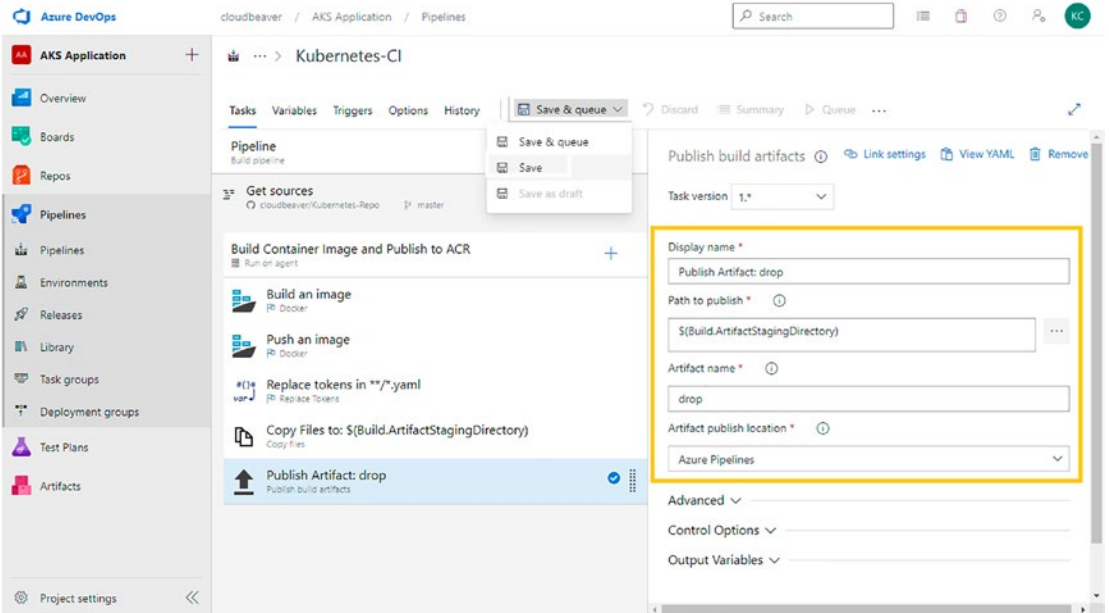 Azure DevOps
cloudbeaver / AKS Application / Pipelines
Search
KC
AA AKS Application +
Overview
Boards
Repos
Pipelines
Pipelines
Environments
Releases
Library
Task groups
Deployment groups
Test Plans
Artifacts
Project settings
... > Kubernetes-CI
Tasks Variables Triggers Options History Save & queue Discard Summary Queue ...
Save & queue
Save
Save as draft
Pipeline
Build pipeline
Get sources
cloudbeaver/Kubernetes-Repo master
Build Container Image and Publish to ACR
Run on agent
Build an image
Docker
Push an image
Docker
#{}#
var
Replace tokens in **/*.yaml
Replace Tokens
Copy Files to: $(Build.ArtifactStagingDirectory)
Copy files
Publish Artifact: drop
Publish build artifacts
Publish build artifacts Link settings View YAML Remove
Task version 1.*
Display name *
Publish Artifact: drop
Path to publish *
$(Build.ArtifactStagingDirectory)
...
Artifact name *
drop
Artifact publish location *
Azure Pipelines
Advanced
Control Options
Output Variables